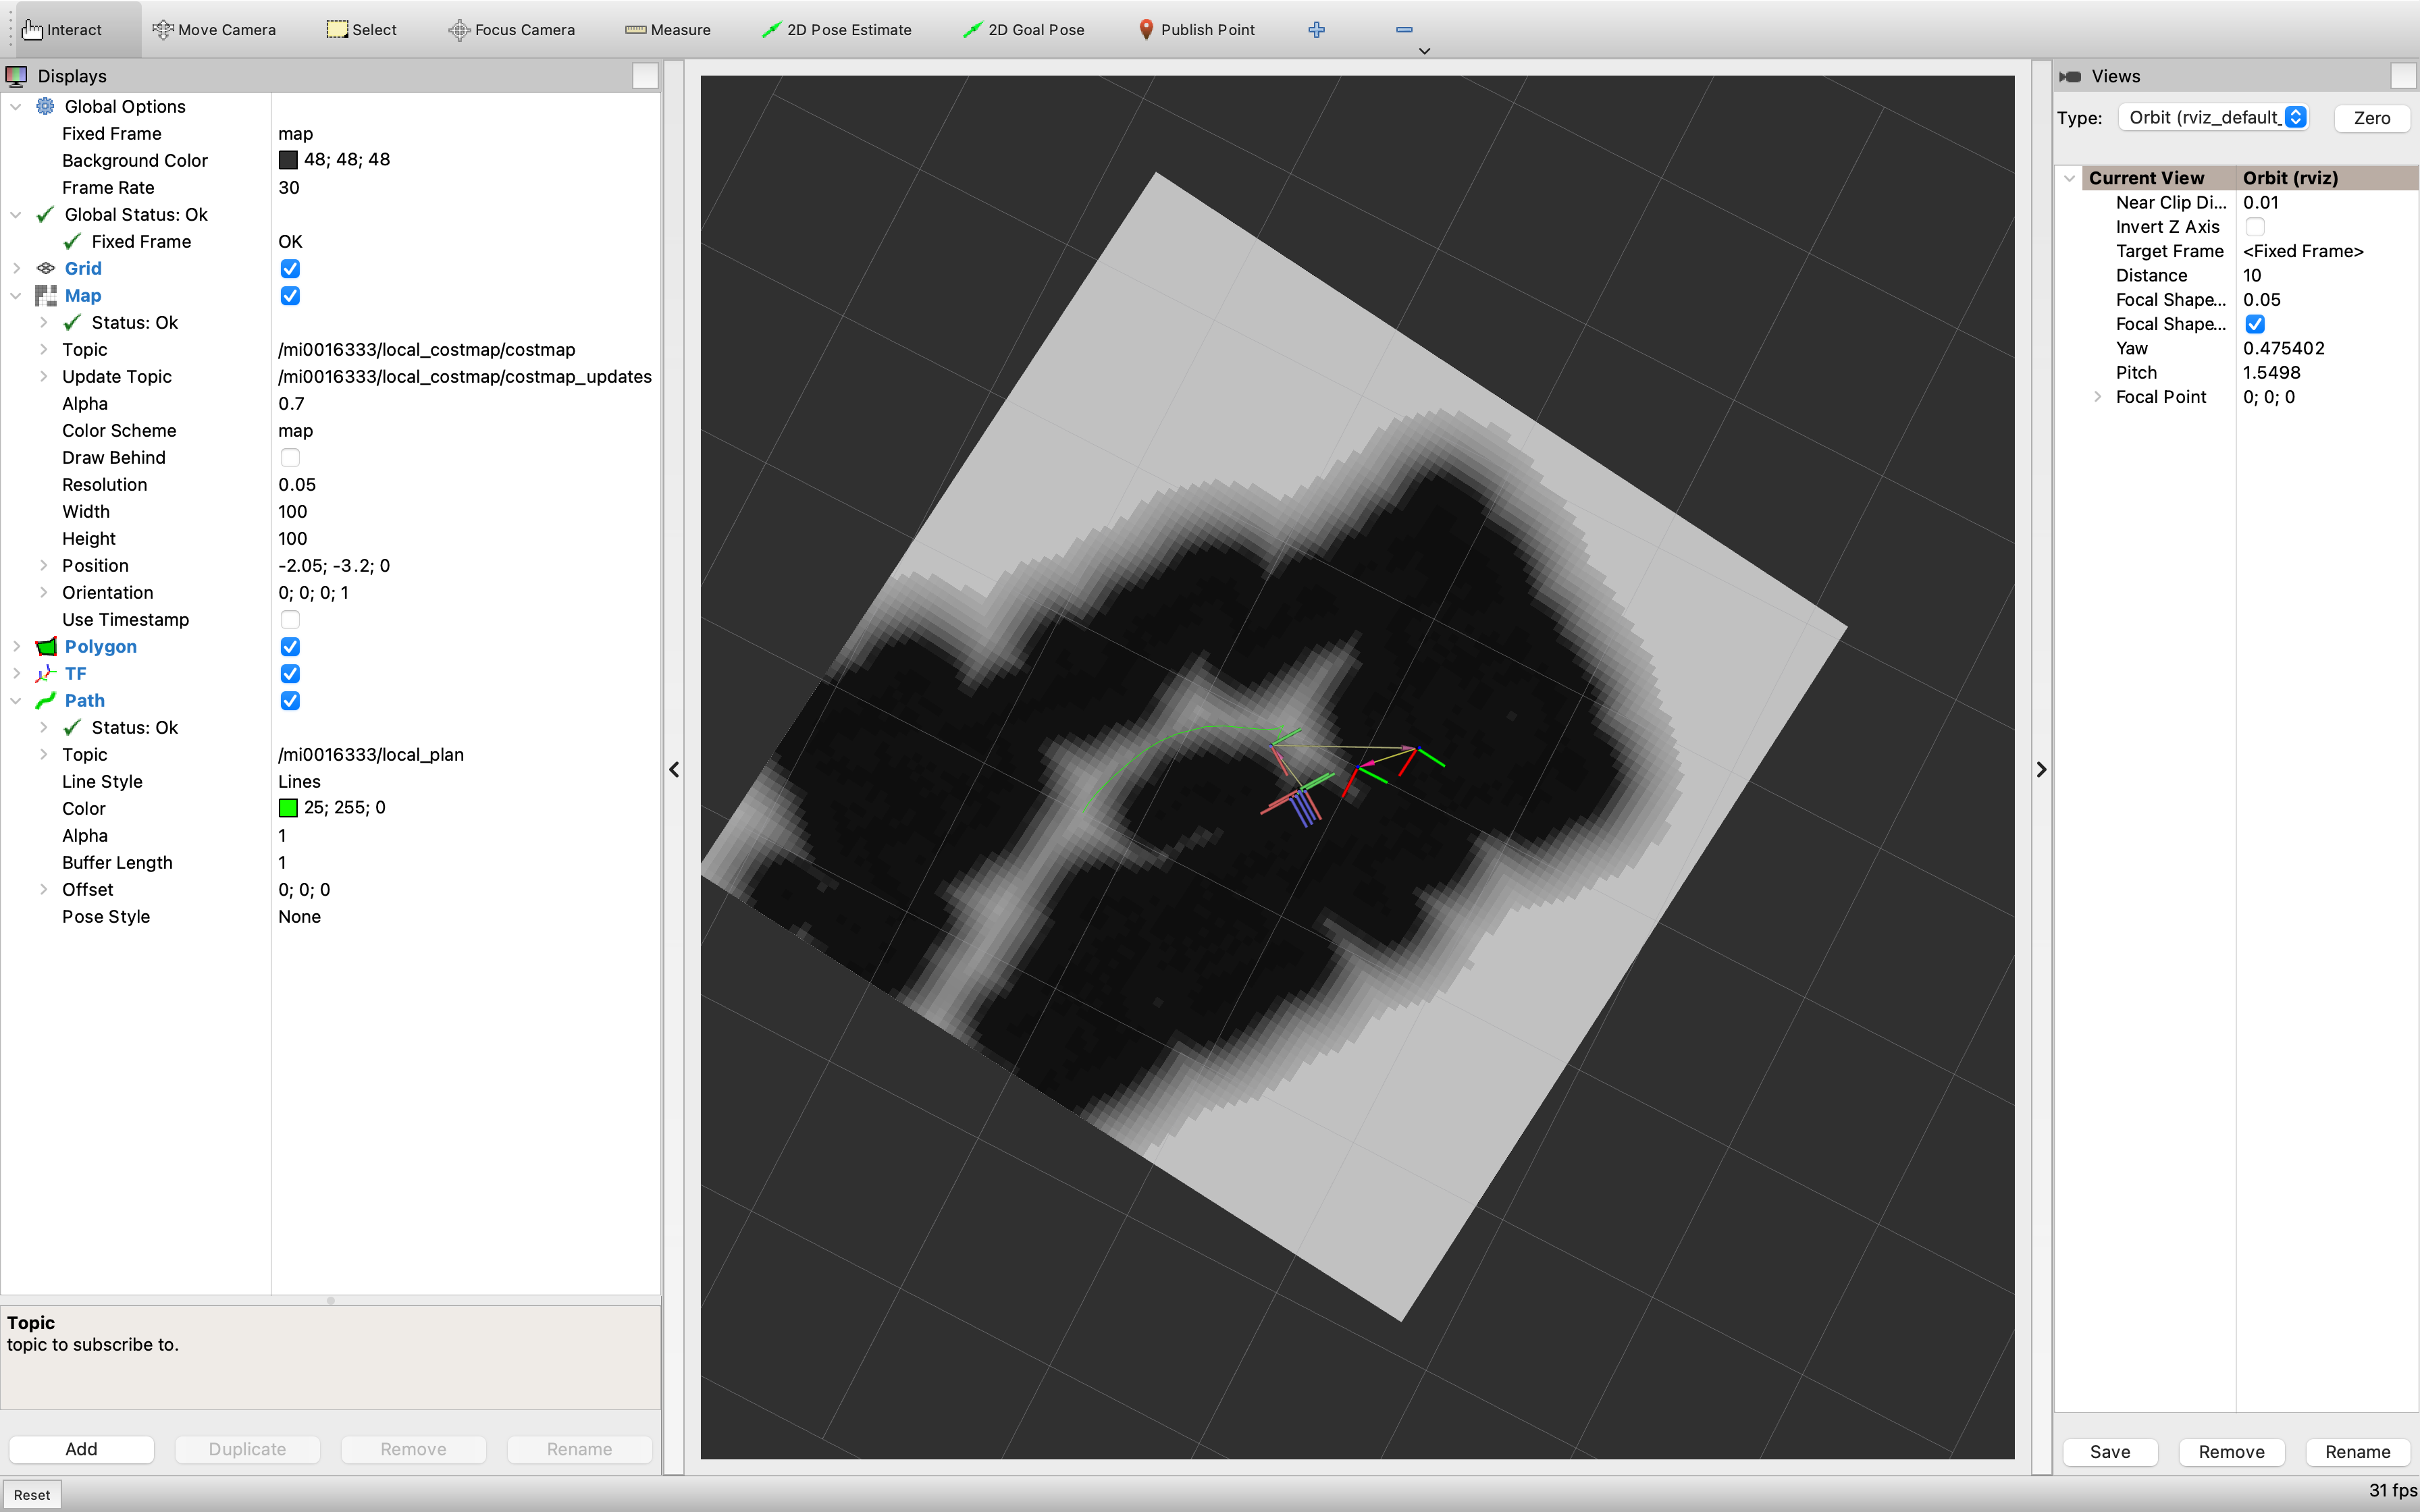 Interact Move Camera Select Focus Camera Measure 2D Pose Estimate 2D Goal Pose Publish Point
Displays
Global Options
Fixed Frame map
Background Color 48; 48; 48
Frame Rate 30
Global Status: Ok
Fixed Frame OK
Grid
Map
Status: Ok
Topic /mi0016333/local_costmap/costmap
Update Topic /mi0016333/local_costmap/costmap_updates
Alpha 0.7
Color Scheme map
Draw Behind
Resolution 0.05
Width 100
Height 100
Position -2.05; -3.2; 0
Orientation 0; 0; 0; 1
Use Timestamp
Polygon
TF
Path
Status: Ok
Topic /mi0016333/local_plan
Line Style Lines
Color 25; 255; 0
Alpha 1
Buffer Length 1
Offset 0; 0; 0
Pose Style None
Topic
topic to subscribe to.
Add Duplicate Remove Rename
Reset
Views
Type: Orbit (rviz_default_ Zero
Current View Orbit (rviz)
Near Clip Di... 0.01
Invert Z Axis
Target Frame <Fixed Frame>
Distance 10
Focal Shape... 0.05
Focal Shape...
Yaw 0.475402
Pitch 1.5498
Focal Point 0; 0; 0
Save Remove Rename
31 fps